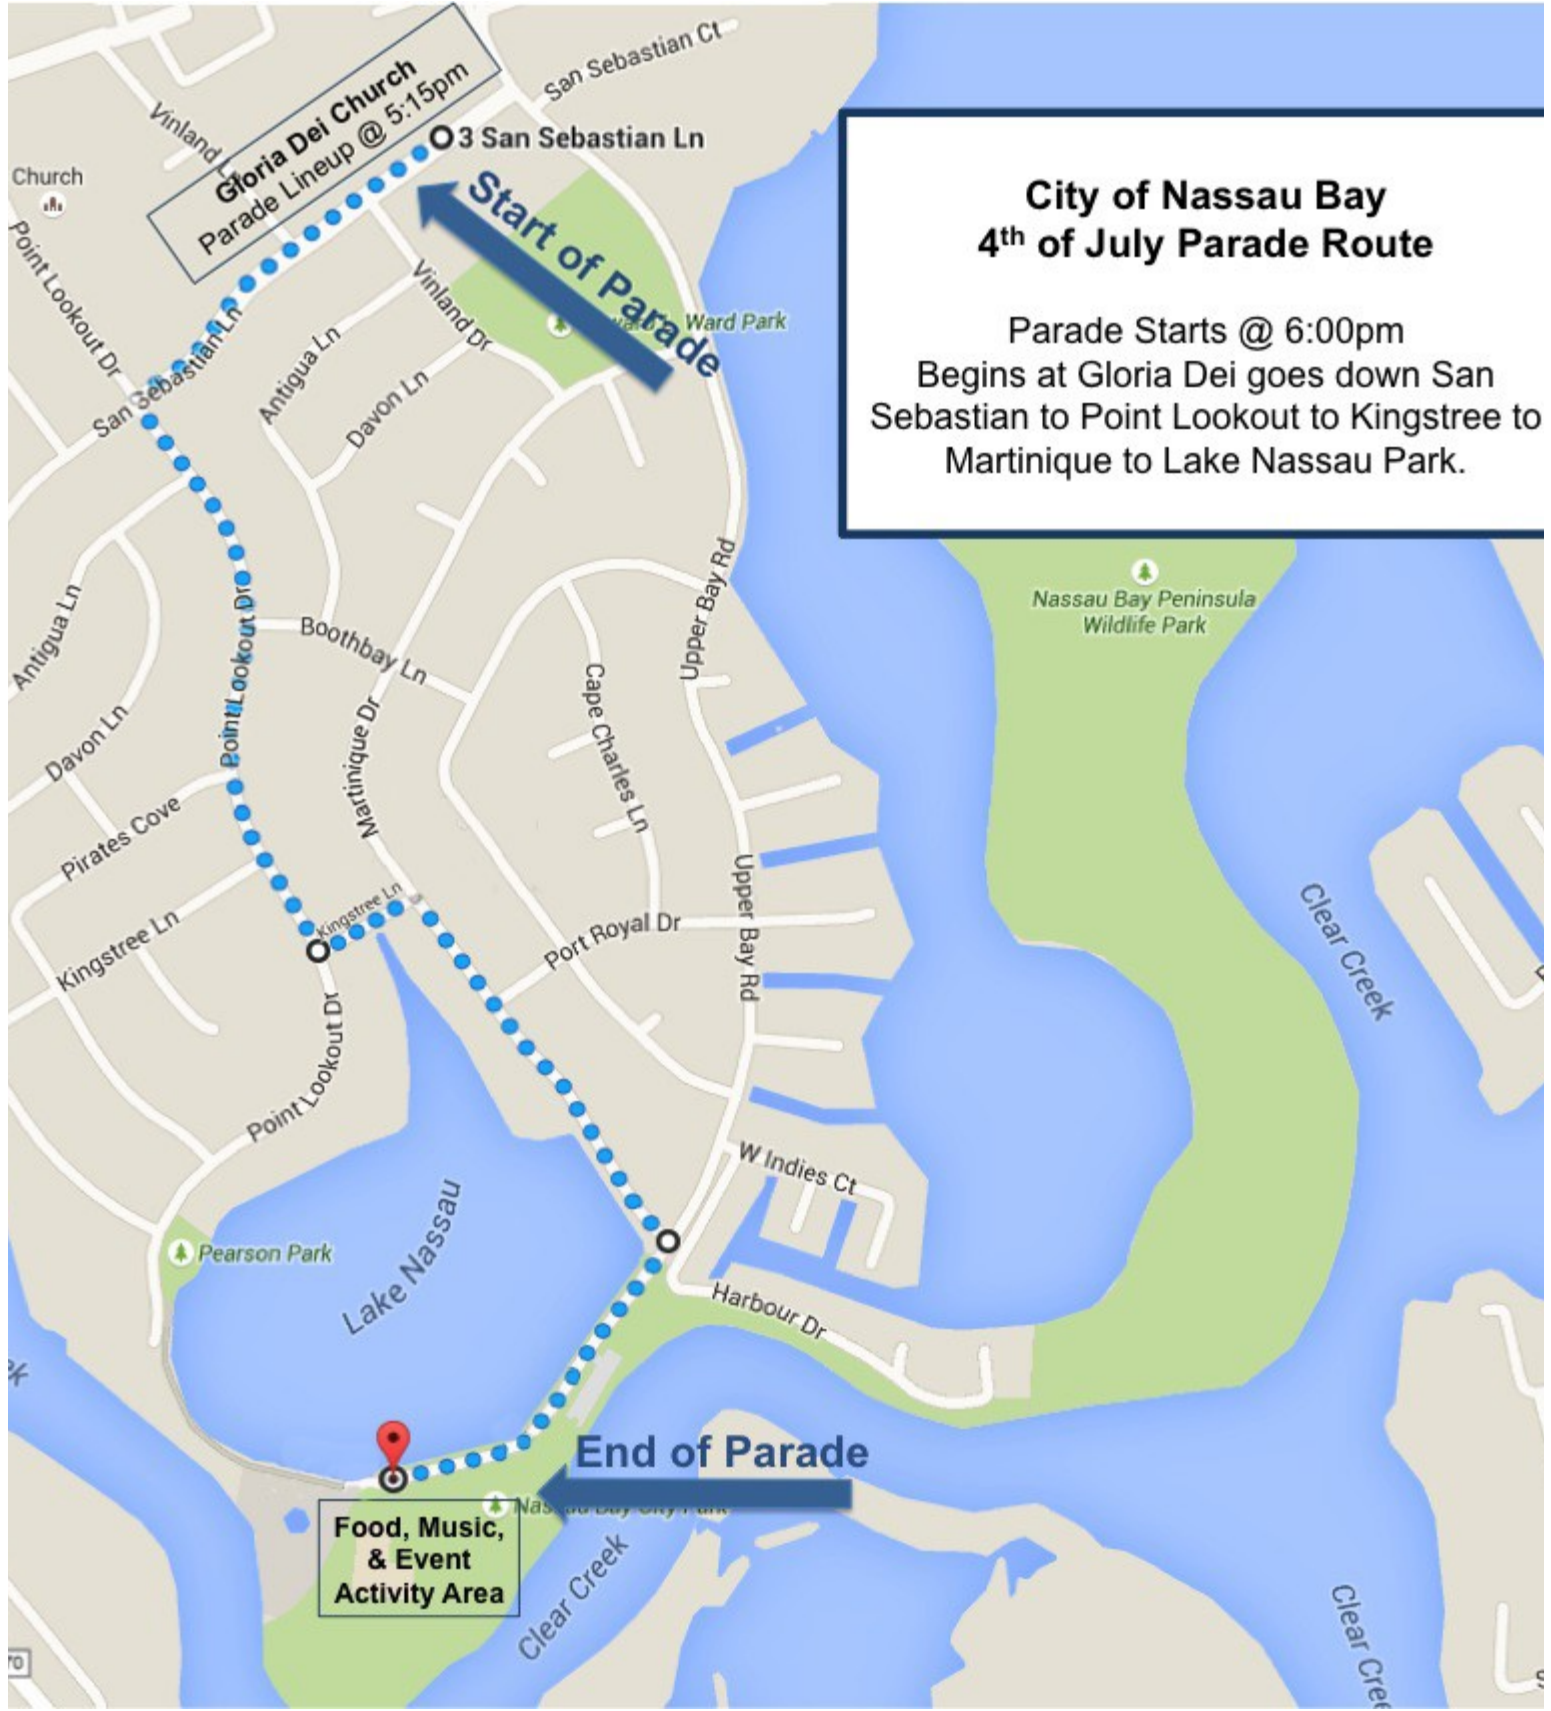 San Sebastian Ct
Gloria Dei Church
Parade Lineup @ 5:15pm
Vinland
3 San Sebastian Ln
Church
Start of Parade
City of Nassau Bay
4th of July Parade Route
Parade Starts @ 6:00pm
Begins at Gloria Dei goes down San
Sebastian to Point Lookout to Kingstree to
Martinique to Lake Nassau Park.
Point Lookout Dr
Vinland Dr
Ward Park
San Sebastian Ln
Antigua Ln
Davon Ln
Nassau Bay Peninsula
Wildlife Park
Upper Bay Rd
Antigua Ln
Point Lookout Dr
Boothbay Ln
Cape Charles Ln
Martinique Dr
Davon Ln
Pirates Cove
Upper Bay Rd
Kingstree Ln
Kingstree Ln
Port Royal Dr
Clear Creek
Point Lookout Dr
W Indies Ct
Pearson Park
Lake Nassau
Harbour Dr
End of Parade
Food, Music,
& Event
Activity Area
Clear Creek
Clear Cree